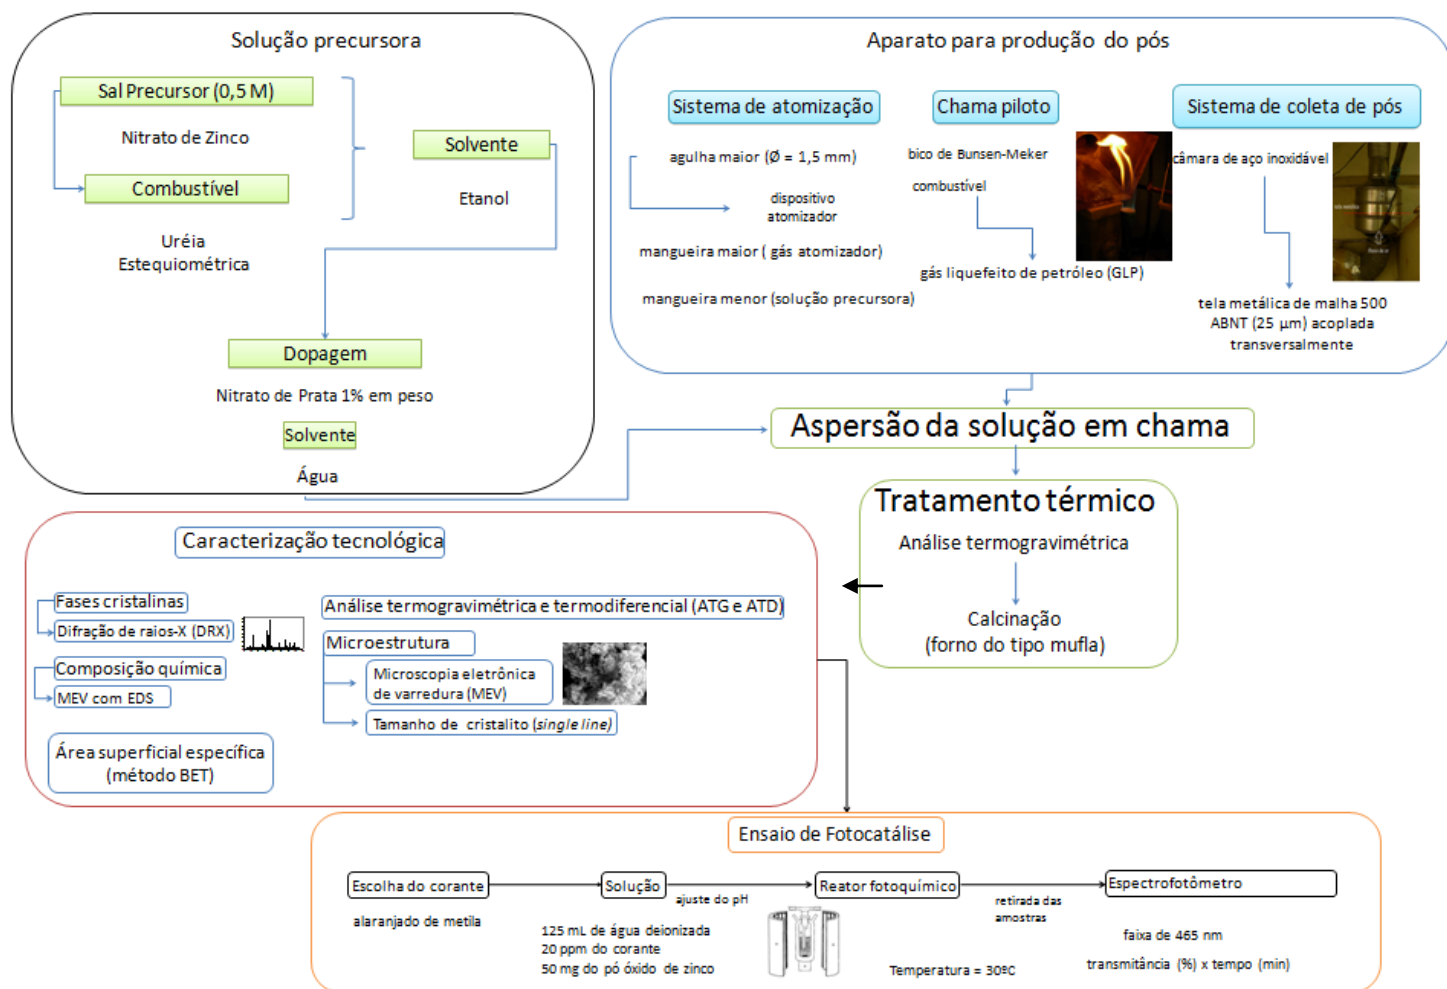 Solução precursora
Sal Precursor (0,5 M)
Nitrato de Zinco
Combustível
Uréia
Estequiométrica
Solvente
Etanol
Dopagem
Nitrato de Prata 1% em peso
Solvente
Água
Aparato para produção do pós
Sistema de atomização
agulha maior (Ø = 1,5 mm)
dispositivo
atomizador
mangueira maior ( gás atomizador)
mangueira menor (solução precursora)
Chama piloto
bico de Bunsen-Meker
combustível
gás liquefeito de petróleo (GLP)
Sistema de coleta de pós
câmara de aço inoxidável
tela metálica de malha 500
ABNT (25 µm) acoplada
transversalmente
Aspersão da solução em chama
Tratamento térmico
Análise termogravimétrica
Calcinação
(forno do tipo mufla)
Caracterização tecnológica
Fases cristalinas
Difração de raios-X (DRX)
Composição química
MEV com EDS
Área superficial específica
(método BET)
Análise termogravimétrica e termodiferencial (ATG e ATD)
Microestrutura
Microscopia eletrônica
de varredura (MEV)
Tamanho de cristalito (single line)
Ensaio de Fotocatálise
Escolha do corante
alaranjado de metila
Solução
125 mL de água deionizada
20 ppm do corante
50 mg do pó óxido de zinco
ajuste do pH
Reator fotoquímico
Temperatura = 30ºC
retirada das
amostras
Espectrofotômetro
faixa de 465 nm
transmitância (%) x tempo (min)